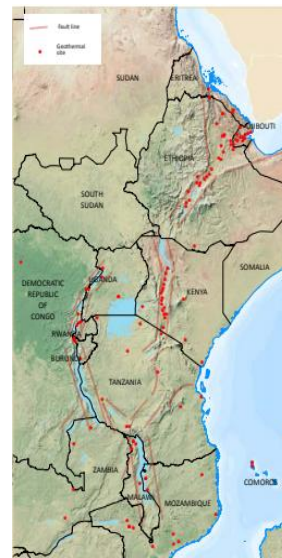 Fault line
Geothermal
site
SUDAN
ERITREA
DJIBOUTI
ETHIOPIA
SOUTH
SUDAN
SOMALIA
UGANDA
DEMOCRATIC
REPUBLIC
OF
CONGO
KENYA
RWANDA
BURUNDI
TANZANIA
ZAMBIA
MALAWI
COMOROS
MOZAMBIQUE